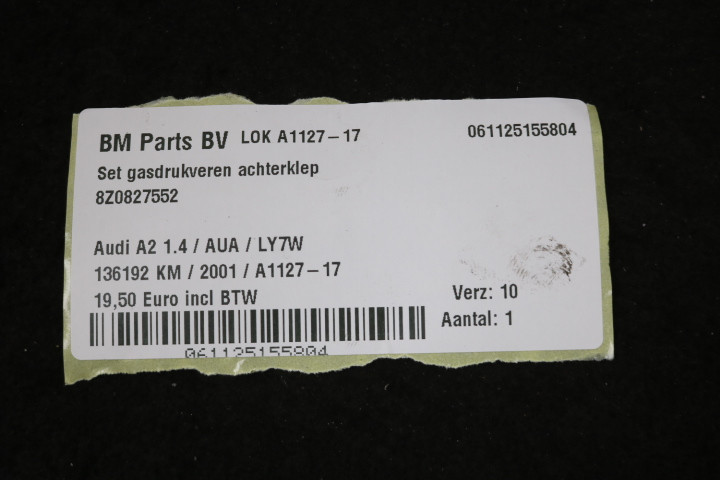 BM Parts BV LOK A1127-17 061125155804
Set gasdrukveren achterklep
8Z0827552
Audi A2 1.4 / AUA / LY7W
136192 KM / 2001 / A1127-17
19,50 Euro incl BTW Verz: 10
Aantal: 1
061125155804